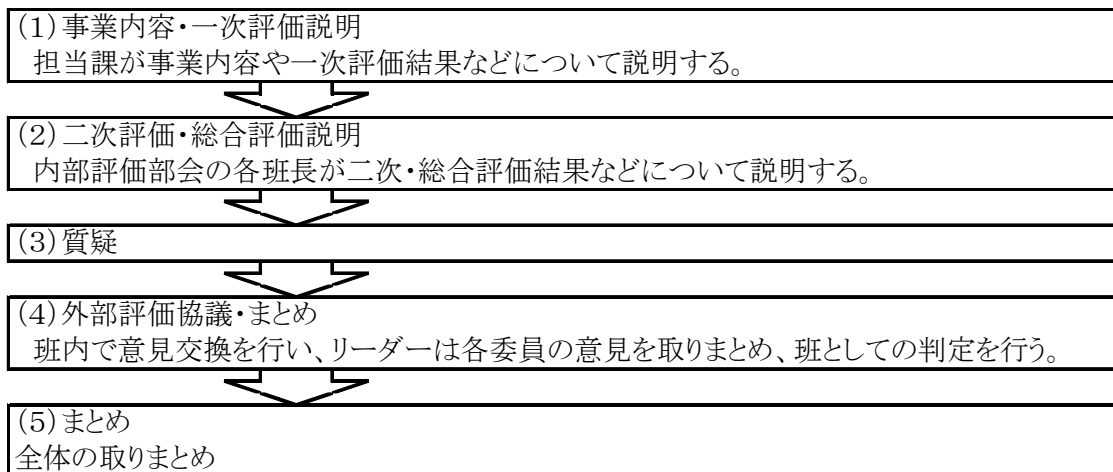 (1)事業内容・一次評価説明
担当課が事業内容や一次評価結果などについて説明する。
(2)二次評価・総合評価説明
内部評価部会の各班長が二次・総合評価結果などについて説明する。
(3)質疑
(4)外部評価協議・まとめ
班内で意見交換を行い、リーダーは各委員の意見を取りまとめ、班としての判定を行う。
(5)まとめ
全体の取りまとめ